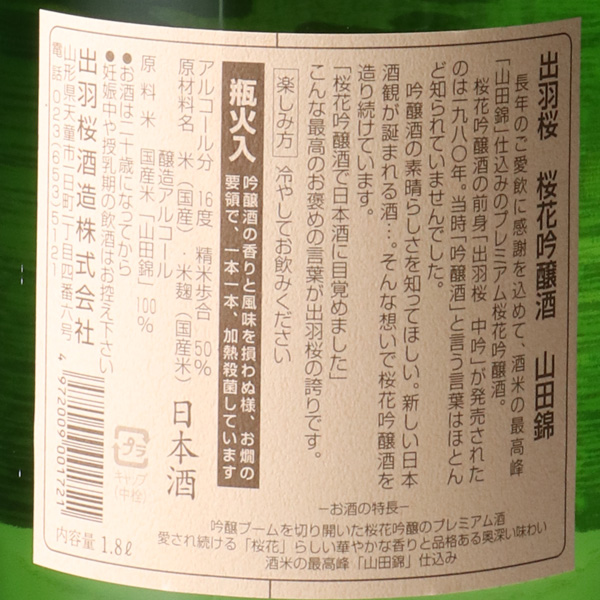 出羽桜　桜花吟醸酒　山田錦
長年のご愛飲に感謝を込めて、酒米の最高峰
「山田錦」仕込みのプレミアム桜花吟醸酒。
桜花吟醸酒の前身「出羽桜　中吟」が発売された
のは一九八〇年。当時「吟醸酒」と言う言葉はほとん
ど知られていませんでした。
吟醸酒の素晴らしさを知ってほしい。新しい日本
酒観が誕まれる酒…。そんな想いで桜花吟醸酒を
造り続けています。
「桜花吟醸酒で日本酒に目覚めました」
こんな最高のお褒めの言葉が出羽桜の誇りです。
楽しみ方　冷やしてお飲みください
瓶火入　吟醸酒の香りと風味を損わぬ様、お燗の
要領で、一本一本、加熱殺菌しています
アルコール分　16度　精米歩合　50%
原材料名　米（国産）・米麹（国産米）
醸造アルコール
原料米　国産米「山田錦」100%
日本酒
●お酒は二十歳になってから
●妊娠中や授乳期の飲酒はお控え下さい
出羽桜酒造株式会社
山形県天童市一日町一丁目四番六号
電話 023(653)5121
4 972009 001721
プラ
キャップ
(中栓)
内容量 1.8ℓ
―お酒の特長―
吟醸ブームを切り開いた桜花吟醸のプレミアム酒
愛され続ける「桜花」らしい華やかな香りと品格ある奥深い味わい
酒米の最高峰「山田錦」仕込み